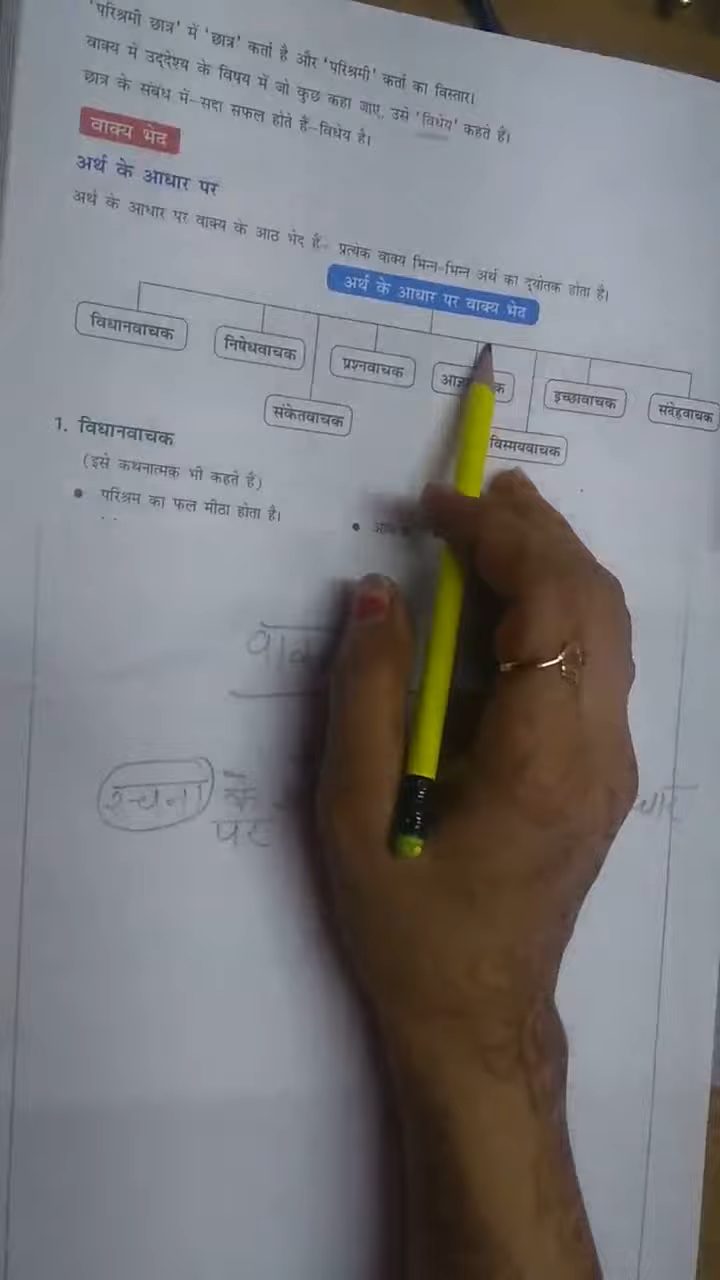 'परिश्रमी छात्र' में 'छात्र' कर्ता है और 'परिश्रमी' कर्ता का विस्तार।
वाक्य में उद्देश्य के विषय में जो कुछ कहा जाए, उसे 'विधेय' कहते हैं।
छात्र के संबंध में–सदा सफल होते हैं–विधेय है।
वाक्य भेद
अर्थ के आधार पर
अर्थ के आधार पर वाक्य के आठ भेद हैं– प्रत्येक वाक्य भिन्न-भिन्न अर्थ का द्योतक होता है।
अर्थ के आधार पर वाक्य भेद
विधानवाचक
निषेधवाचक
प्रश्नवाचक
इच्छावाचक
संदेहवाचक
संकेतवाचक
विस्मयवाचक
1. विधानवाचक
(इसे कथनात्मक भी कहते हैं)
• परिश्रम का फल मीठा होता है।
रचना के
पर